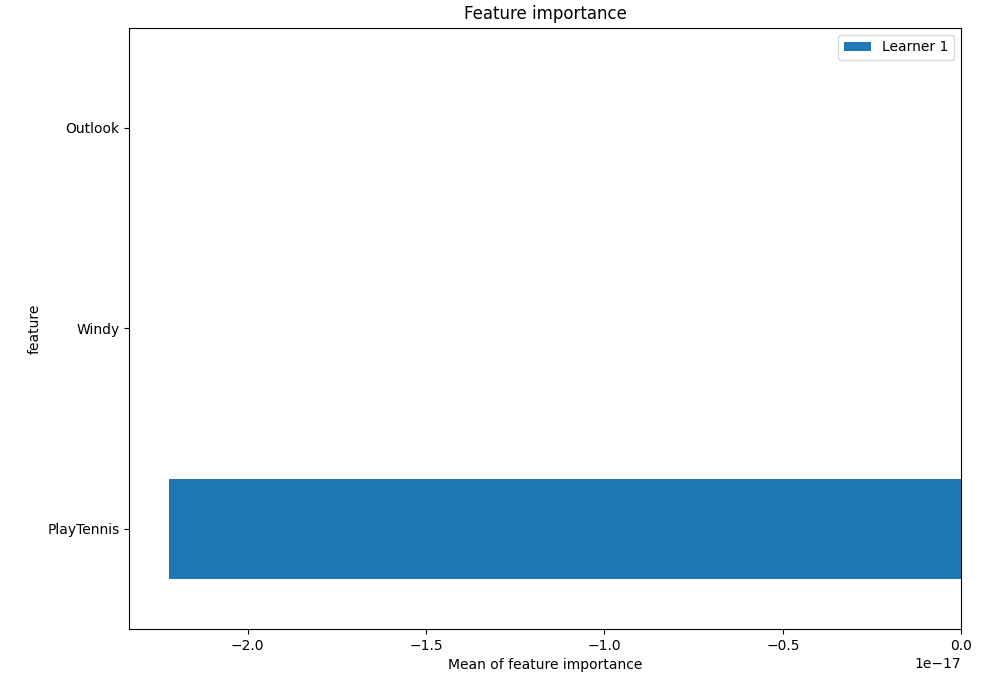 Feature importance
Learner 1
Outlook
Windy
PlayTennis
feature
−2.0 −1.5 −1.0 −0.5 0.0
1e−17
Mean of feature importance